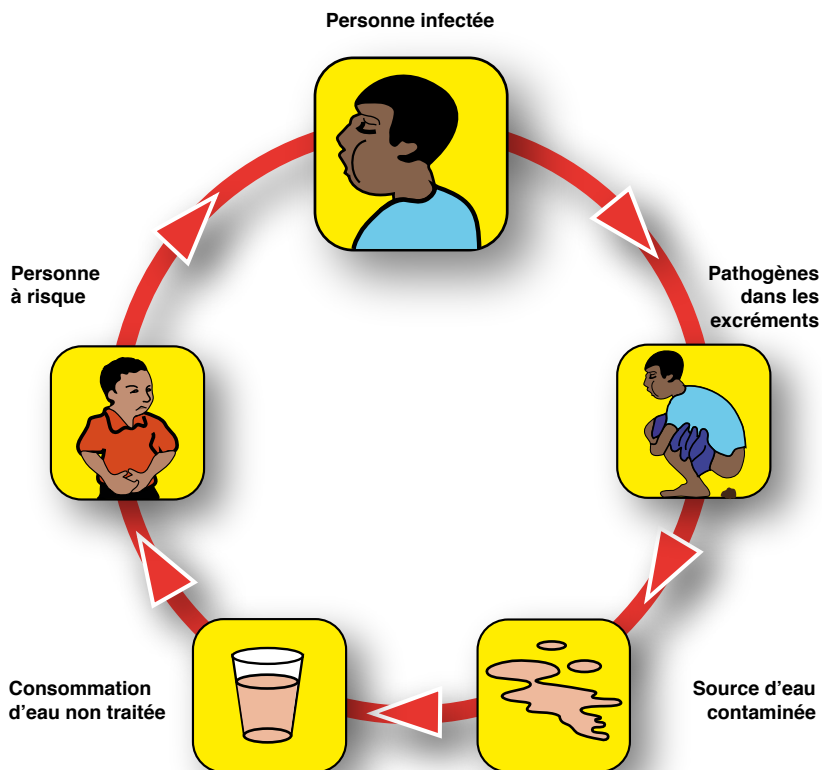 Personne infectée
Pathogènes
dans les
excréments
Source d'eau
contaminée
Consommation
d'eau non traitée
Personne
à risque